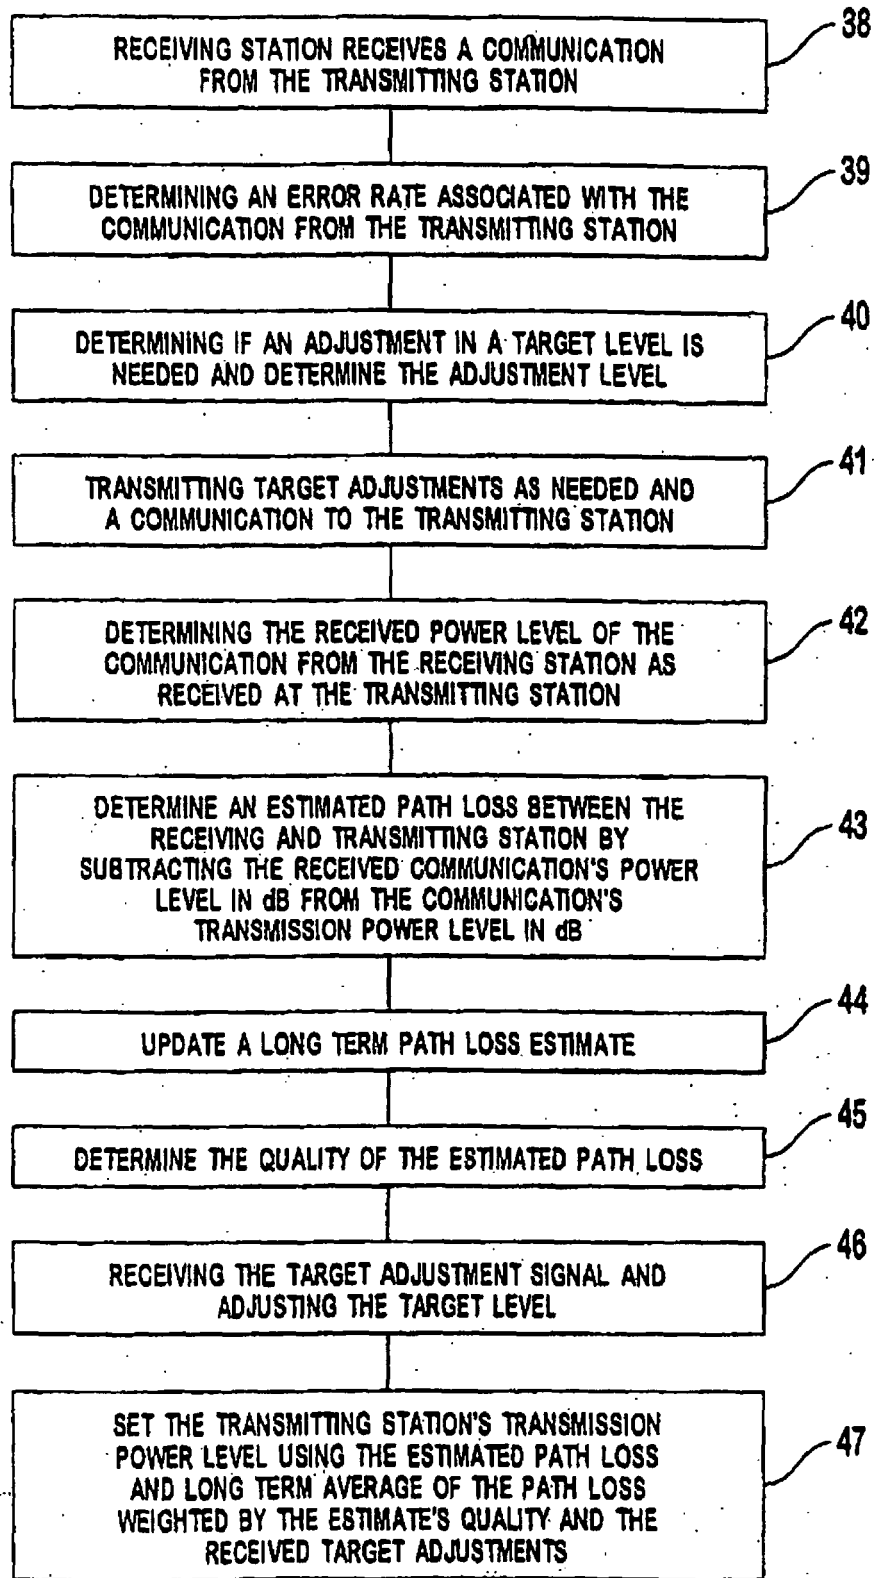 RECEIVING STATION RECEIVES A COMMUNICATION
FROM THE TRANSMITTING STATION
38
DETERMINING AN ERROR RATE ASSOCIATED WITH THE
COMMUNICATION FROM THE TRANSMITTING STATION
39
DETERMINING IF AN ADJUSTMENT IN A TARGET LEVEL IS
NEEDED AND DETERMINE THE ADJUSTMENT LEVEL
40
TRANSMITTING TARGET ADJUSTMENTS AS NEEDED AND
A COMMUNICATION TO THE TRANSMITTING STATION
41
DETERMINING THE RECEIVED POWER LEVEL OF THE
COMMUNICATION FROM THE RECEIVING STATION AS
RECEIVED AT THE TRANSMITTING STATION
42
DETERMINE AN ESTIMATED PATH LOSS BETWEEN THE
RECEIVING AND TRANSMITTING STATION BY
SUBTRACTING THE RECEIVED COMMUNICATION'S POWER
LEVEL IN dB FROM THE COMMUNICATION'S
TRANSMISSION POWER LEVEL IN dB
43
UPDATE A LONG TERM PATH LOSS ESTIMATE
44
DETERMINE THE QUALITY OF THE ESTIMATED PATH LOSS
45
RECEIVING THE TARGET ADJUSTMENT SIGNAL AND
ADJUSTING THE TARGET LEVEL
46
SET THE TRANSMITTING STATION'S TRANSMISSION
POWER LEVEL USING THE ESTIMATED PATH LOSS
AND LONG TERM AVERAGE OF THE PATH LOSS
WEIGHTED BY THE ESTIMATE'S QUALITY AND THE
RECEIVED TARGET ADJUSTMENTS
47